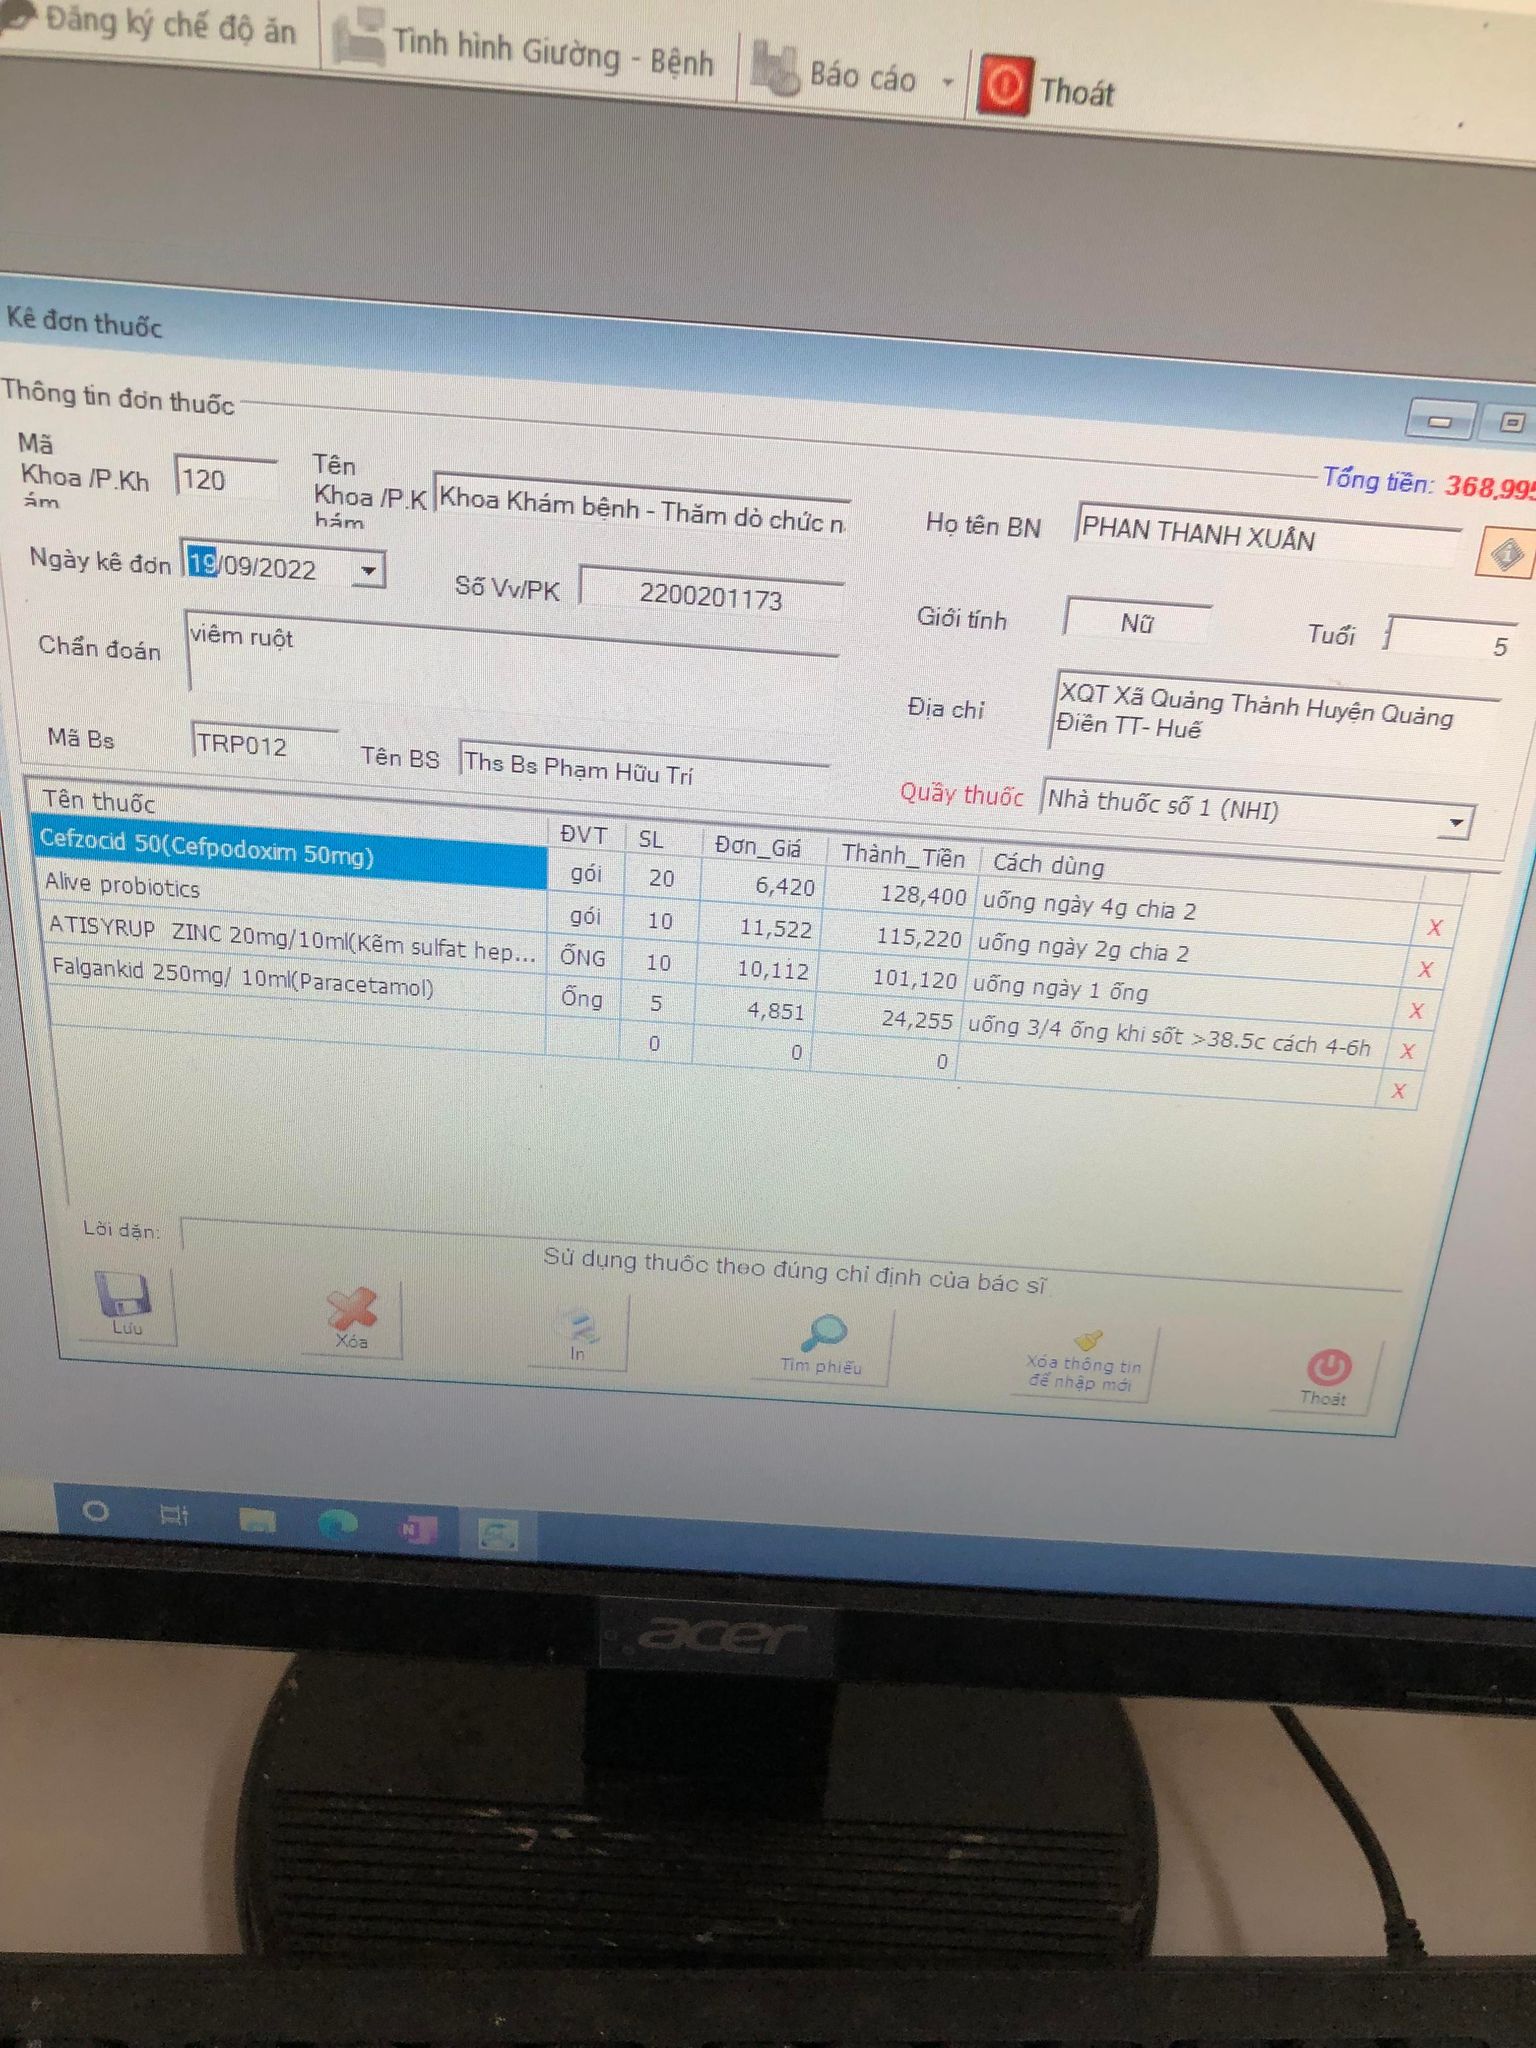 Đăng ký chế độ ăn
Tình hình Giường - Bệnh
Báo cáo
Thoát
Kê đơn thuốc
Thông tin đơn thuốc
Tổng tiền: 368,995
Mã
Khoa /P.Kh
ám
120
Tên
Khoa /P.K
hám
Khoa Khám bệnh - Thăm dò chức n
Họ tên BN
PHAN THANH XUÂN
Ngày kê đơn
19/09/2022
Số Vv/PK
2200201173
Giới tính
Nữ
Tuổi
5
Chẩn đoán
viêm ruột
Địa chỉ
XQT Xã Quảng Thành Huyện Quảng
Điền TT- Huế
Mã Bs
TRP012
Tên BS
Ths Bs Phạm Hữu Trí
Quầy thuốc
Nhà thuốc số 1 (NHI)
Tên thuốc ĐVT SL Đơn_Giá Thành_Tiền Cách dùng
Cefzocid 50(Cefpodoxim 50mg) gói 20 6,420 128,400 uống ngày 4g chia 2 X
Alive probiotics gói 10 11,522 115,220 uống ngày 2g chia 2 X
ATISYRUP ZINC 20mg/10ml(Kẽm sulfat hep... ỐNG 10 10,112 101,120 uống ngày 1 ống X
Falgankid 250mg/ 10ml(Paracetamol) Ống 5 4,851 24,255 uống 3/4 ống khi sốt >38.5c cách 4-6h X
0 0 0 X
Lời dặn:
Sử dụng thuốc theo đúng chỉ định của bác sĩ
Lưu
Xóa
In
Tìm phiếu
Xóa thông tin
để nhập mới
Thoát
N
acer